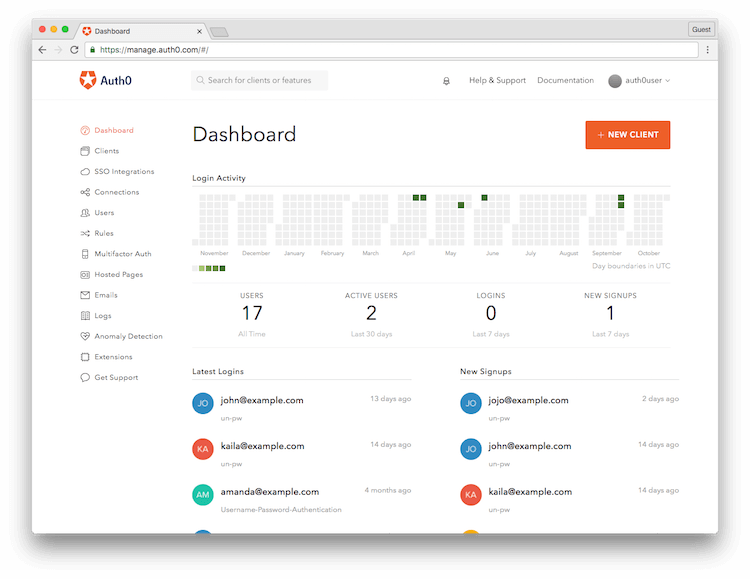 Dashboard
Guest
https://manage.auth0.com/#/
Auth0
Search for clients or features
Help & Support
Documentation
auth0user
Dashboard
Clients
SSO Integrations
Connections
Users
Rules
Multifactor Auth
Hosted Pages
Emails
Logs
Anomaly Detection
Extensions
Get Support
Dashboard
+ NEW CLIENT
Login Activity
November December January February March April May June July August September October
Day boundaries in UTC
USERS ACTIVE USERS LOGINS NEW SIGNUPS
17 2 0 1
All Time Last 30 days Last 7 days Last 7 days
Latest Logins
JO john@example.com 13 days ago
un-pw
KA kaila@example.com 14 days ago
un-pw
AM amanda@example.com 4 months ago
Username-Password-Authentication
New Signups
JO jojo@example.com 2 days ago
un-pw
JO john@example.com 14 days ago
un-pw
KA kaila@example.com 14 days ago
un-pw